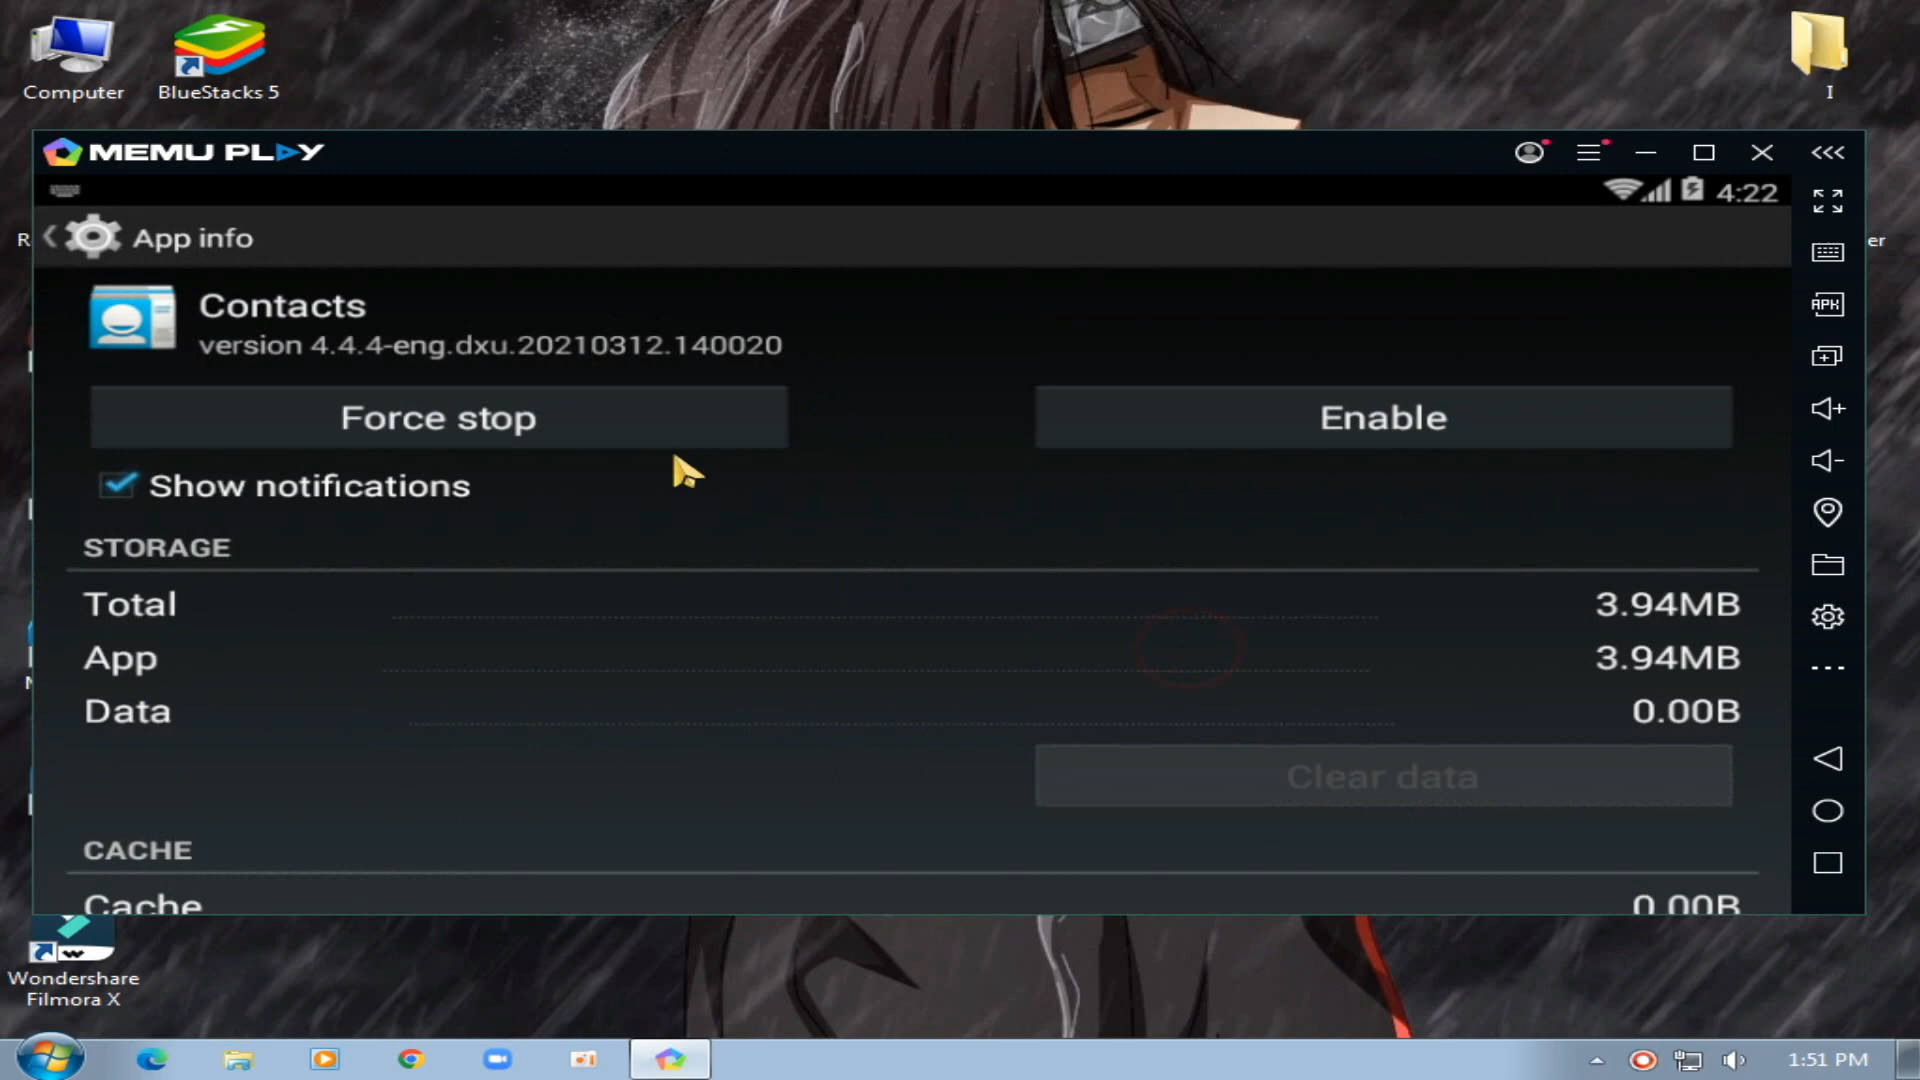 Computer
BlueStacks 5
I
MEMU PLAY
4:22
R
App info
er
Contacts
version 4.4.4-eng.dxu.20210312.140020
APK
Force stop
Enable
Show notifications
STORAGE
Total
3.94MB
App
3.94MB
Data
0.00B
Clear data
CACHE
Cache
0.00B
Wondershare
Filmora X
1:51 PM